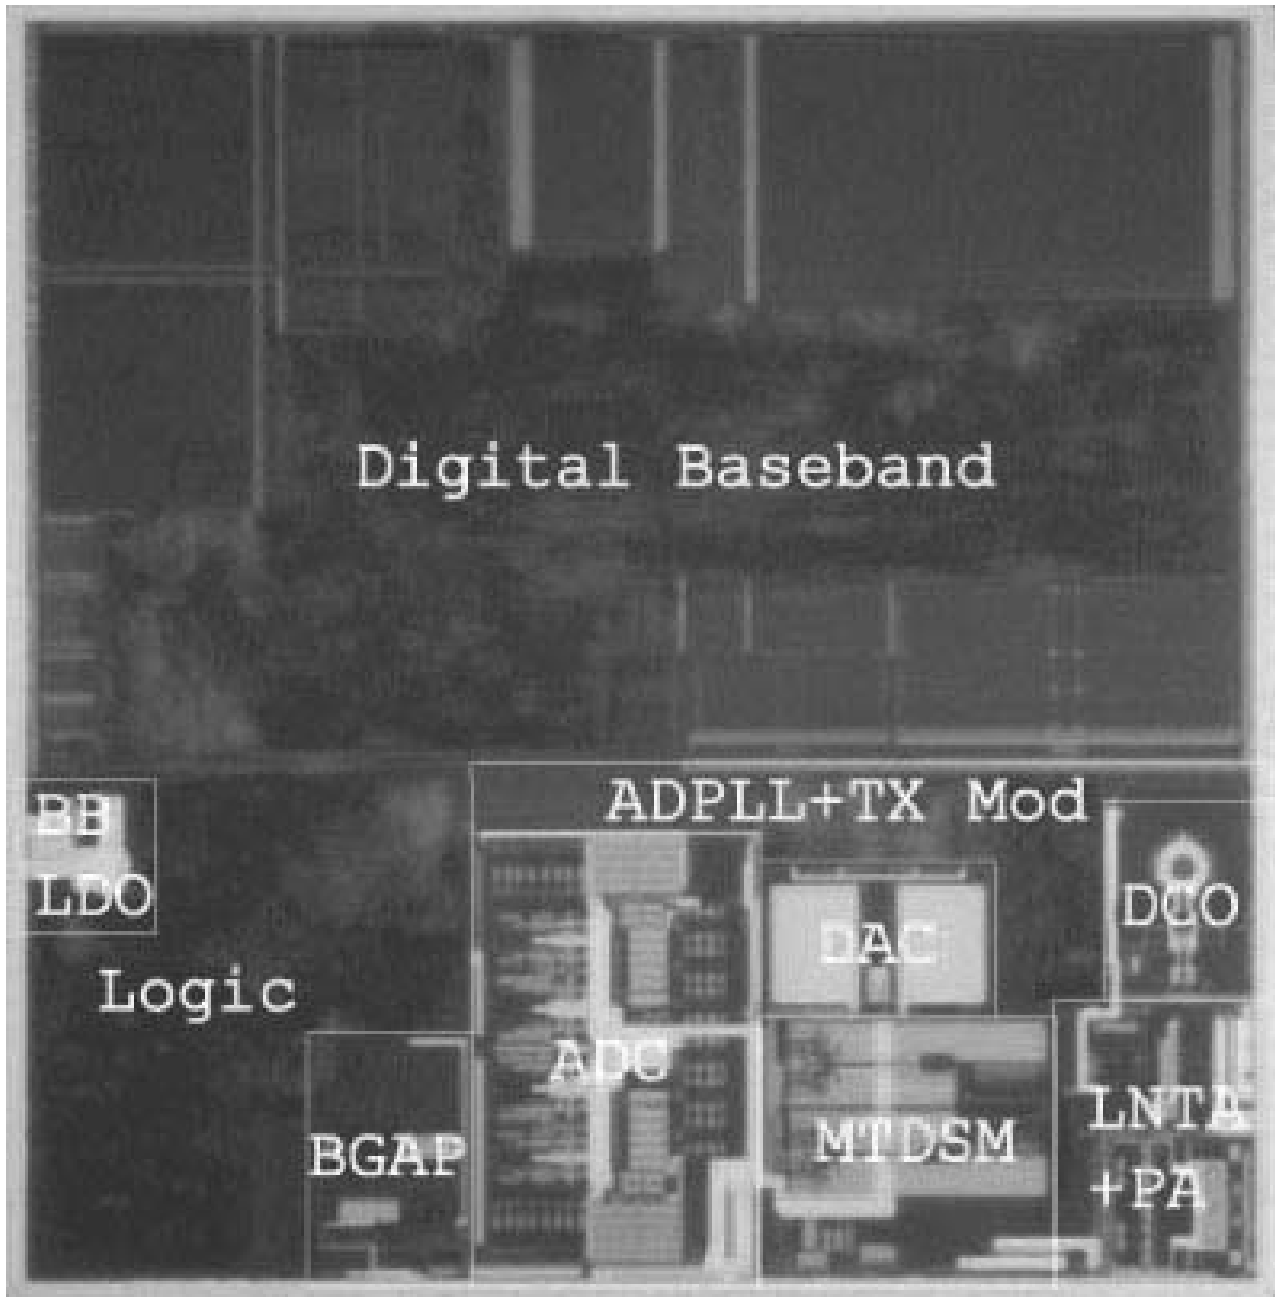 Digital Baseband
ADPLL+TX Mod
BB
LDO
DCO
DAC
Logic
ADC
LNTA
+PA
MTDSM
BGAP